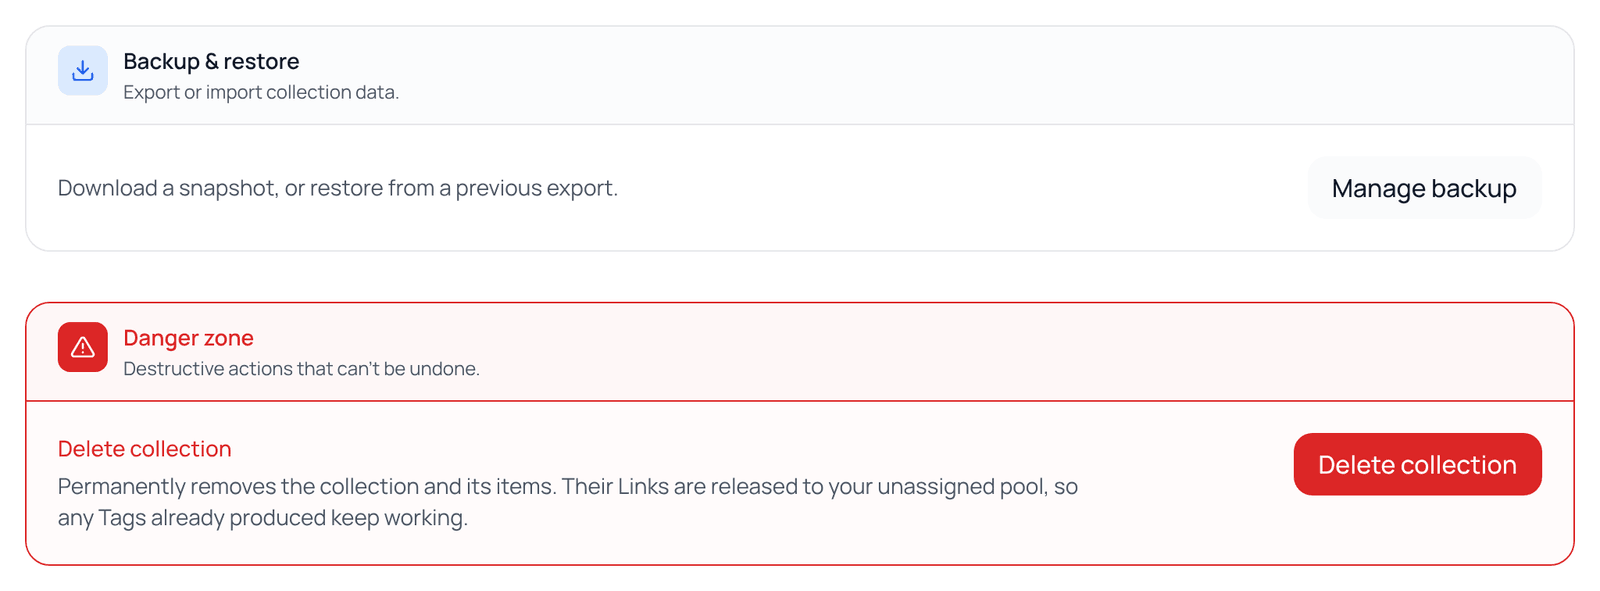 Backup & restore
Export or import collection data.
Download a snapshot, or restore from a previous export.
Manage backup
Danger zone
Destructive actions that can't be undone.
Delete collection
Permanently removes the collection and its items. Their Links are released to your unassigned pool, so
any Tags already produced keep working.
Delete collection